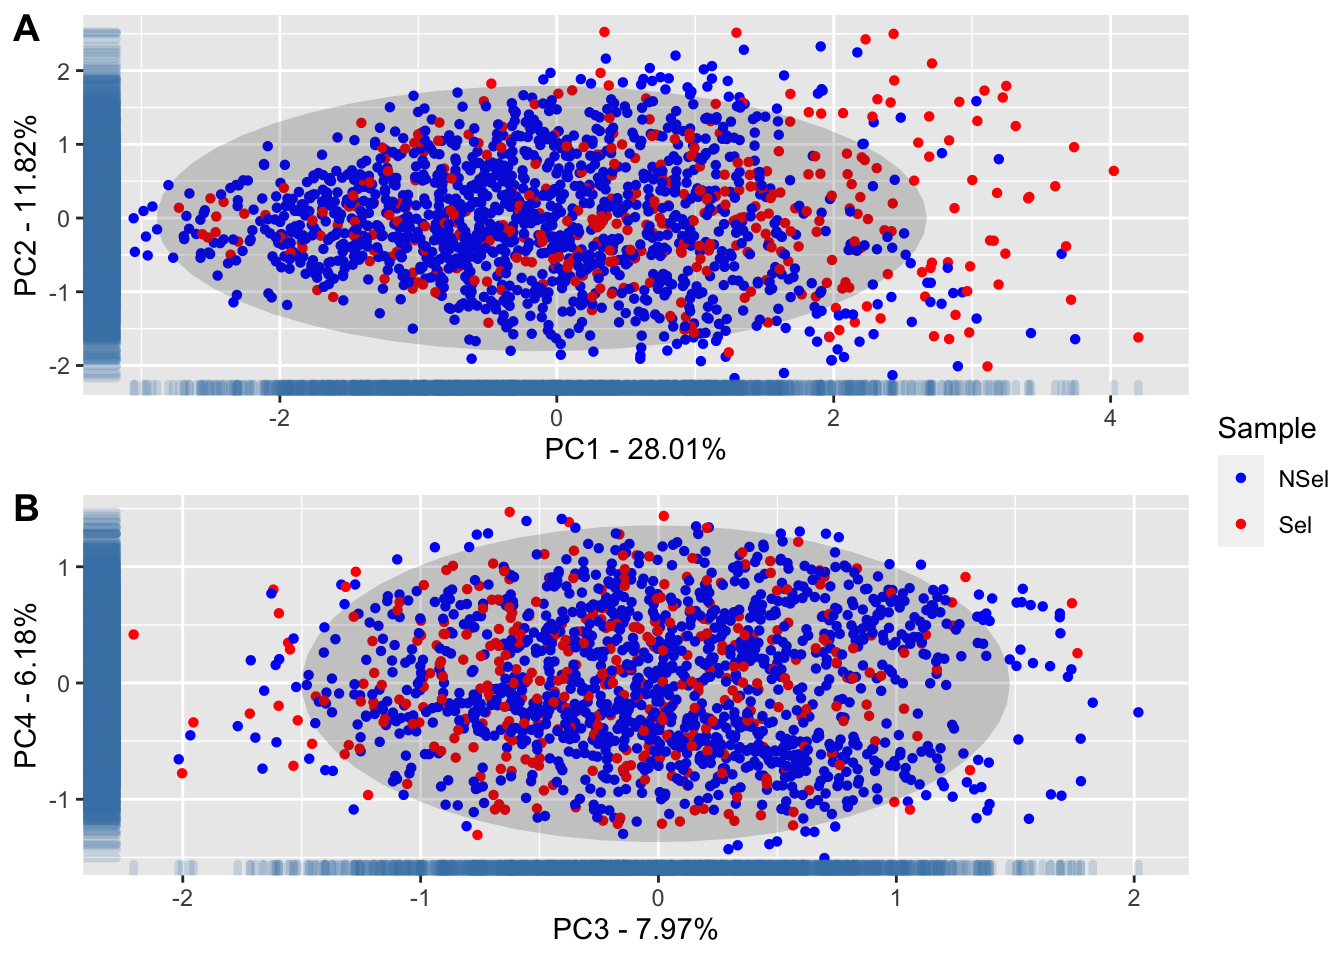 A
2
1
0
-1
-2
PC2 - 11.82%
-2 0 2 4
PC1 - 28.01%
Sample
NSel
Sel
B
1
0
-1
PC4 - 6.18%
-2 -1 0 1 2
PC3 - 7.97%